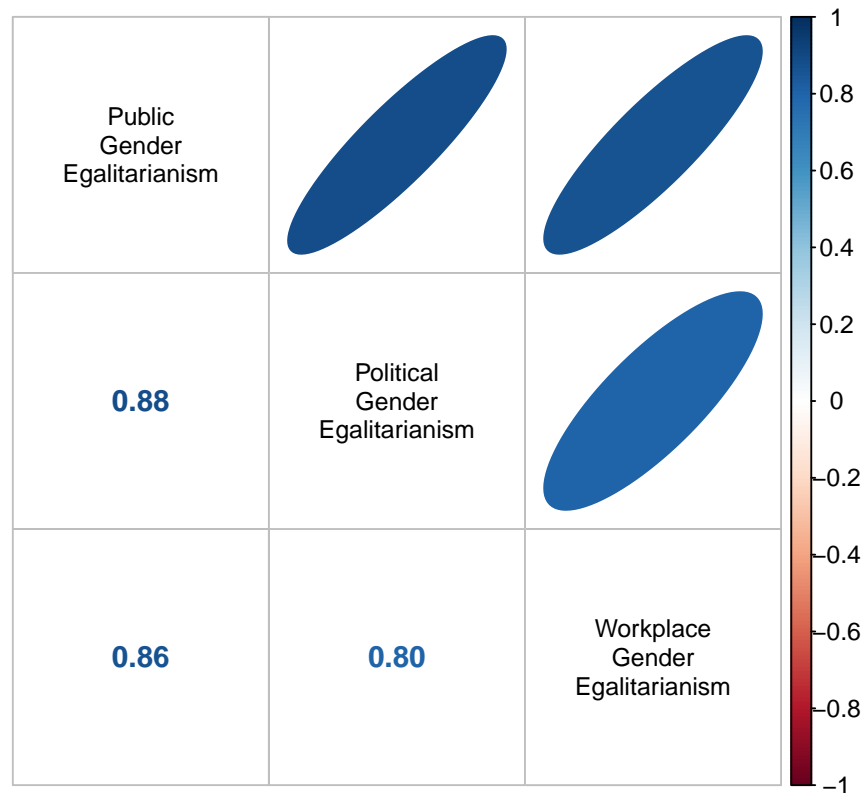 Public
Gender
Egalitarianism
0.88
Political
Gender
Egalitarianism
0.86
0.80
Workplace
Gender
Egalitarianism
1
0.8
0.6
0.4
0.2
0
−0.2
−0.4
−0.6
−0.8
−1